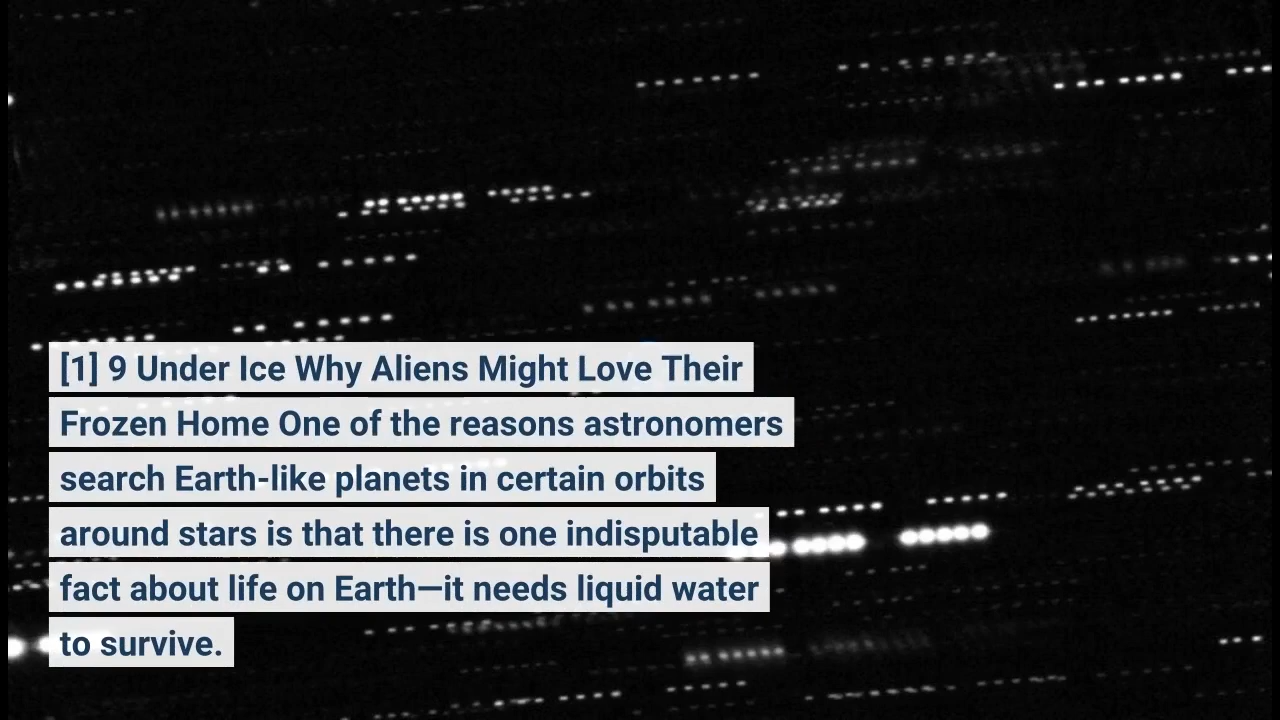 [1] 9 Under Ice Why Aliens Might Love Their
Frozen Home One of the reasons astronomers
search Earth-like planets in certain orbits
around stars is that there is one indisputable
fact about life on Earth—it needs liquid water
to survive.